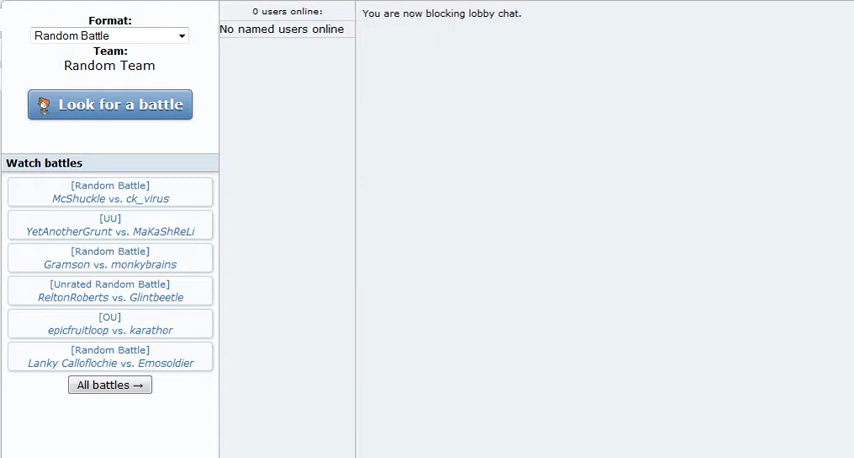 Format:
Random Battle
Team:
Random Team
Look for a battle
Watch battles
[Random Battle]
McShuckle vs. ck_virus
[UU]
YetAnotherGrunt vs. MaKaShReLi
[Random Battle]
Gramson vs. monkybrains
[Unrated Random Battle]
ReltonRoberts vs. Glintbeetle
[OU]
epicfruitloop vs. karathor
[Random Battle]
Lanky Calloflochie vs. Emosoldier
All battles →
0 users online:
No named users online
You are now blocking lobby chat.